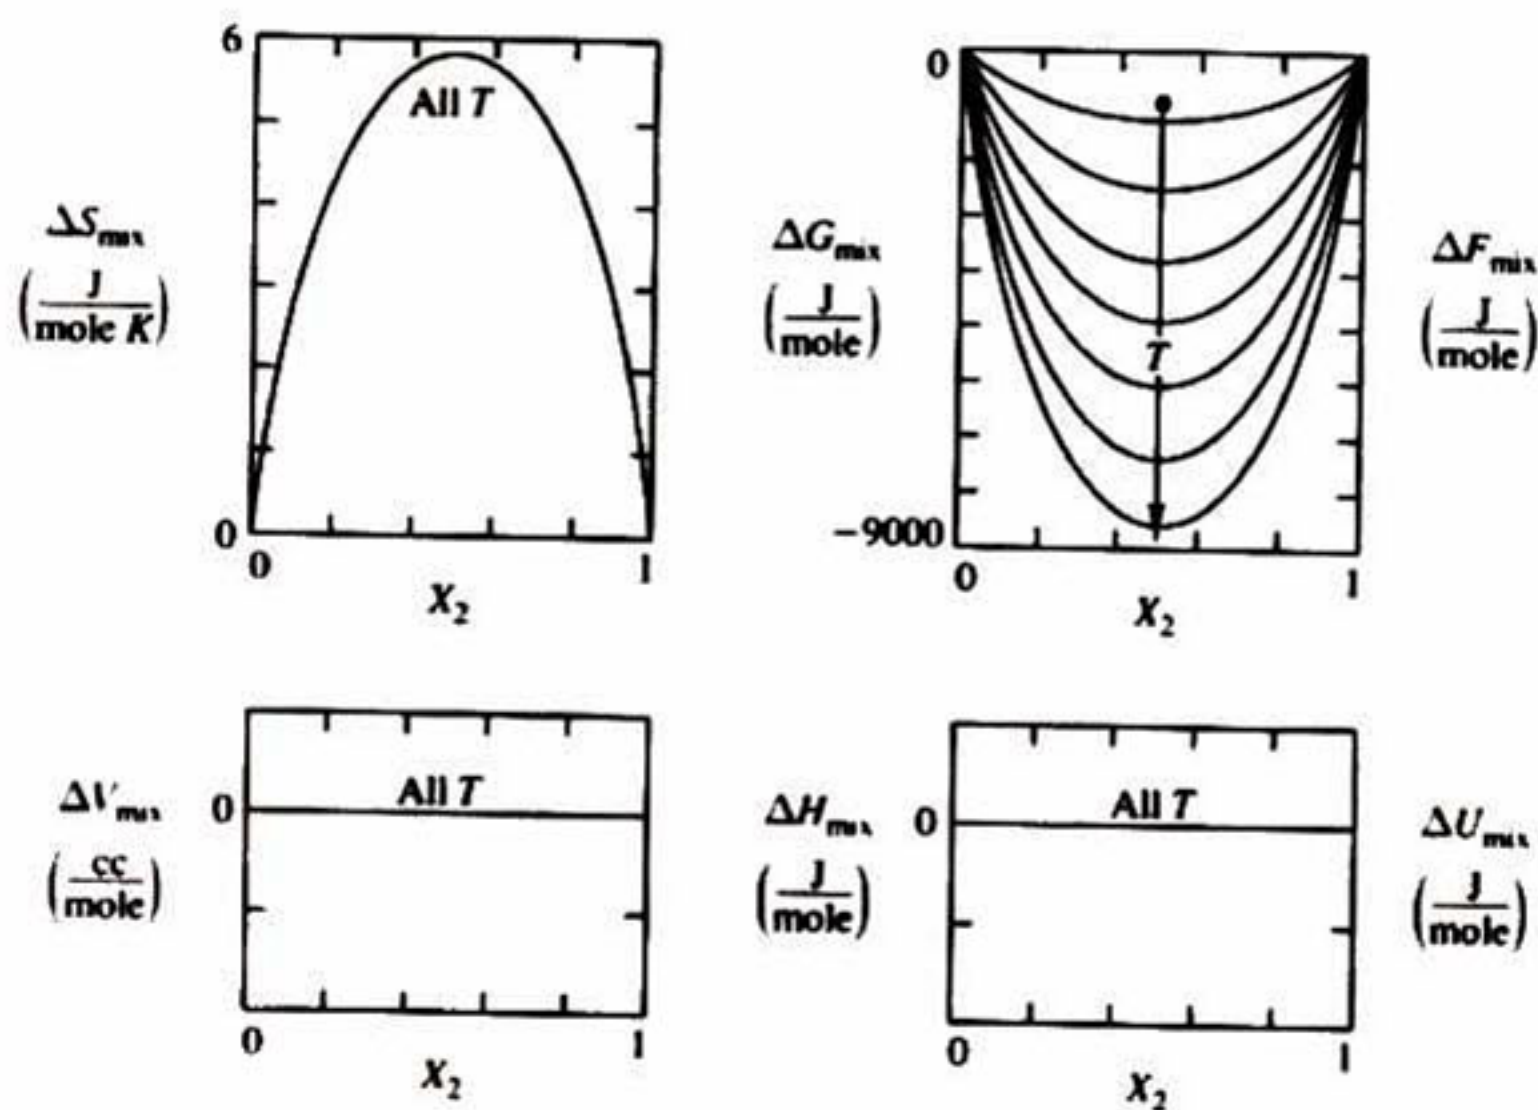 6
All T
ΔS_mix
(J / mole K)
0
0
1
X_2
0
ΔG_mix
(J / mole)
T
ΔF_mix
(J / mole)
-9000
0
1
X_2
ΔV_mix
(cc / mole)
0
All T
0
1
X_2
ΔH_mix
(J / mole)
0
All T
ΔU_mix
(J / mole)
0
1
X_2